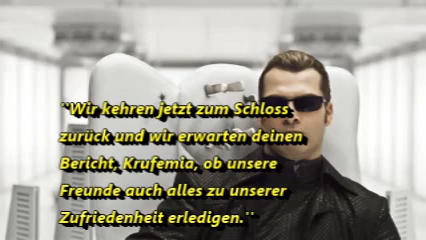 "Wir kehren jetzt zum Schloss
zurück und wir erwarten deinen
Bericht, Krufemia, ob unsere
Freunde auch alles zu unserer
Zufriedenheit erledigen."